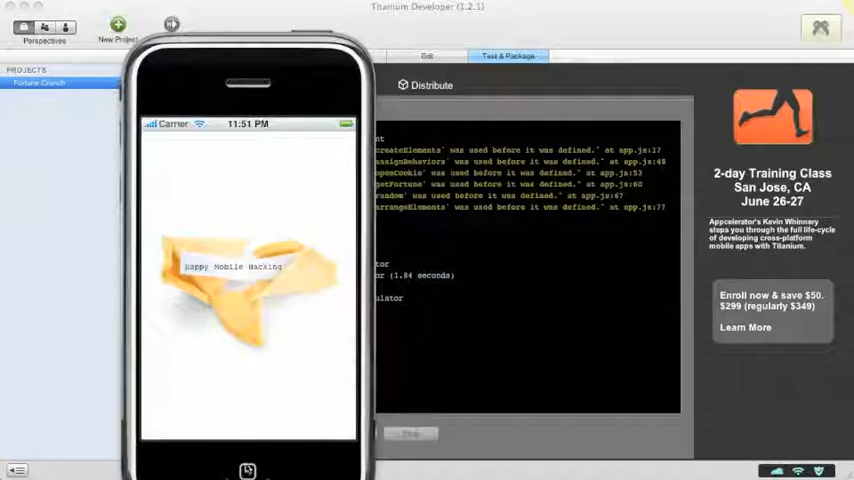 Titanium Developer (1.2.1)
Perspectives
New Project
Edit
Test & Package
PROJECTS
Fortune Crunch
Distribute
Carrier
11:51 PM
Happy Mobile Hacking
createElements' was used before it was defined." at app.js:17
assignBehaviors' was used before it was defined." at app.js:48
openCookie' was used before it was defined." at app.js:53
getFortune' was used before it was defined." at app.js:60
random' was used before it was defined." at app.js:67
arrangeElements' was used before it was defined." at app.js:77
(1.84 seconds)
2-day Training Class
San Jose, CA
June 26-27
Appcelerator's Kevin Whinnery
steps you through the full life-cycle
of developing cross-platform
mobile apps with Titanium.
Enroll now & save $50.
$299 (regularly $349)
Learn More